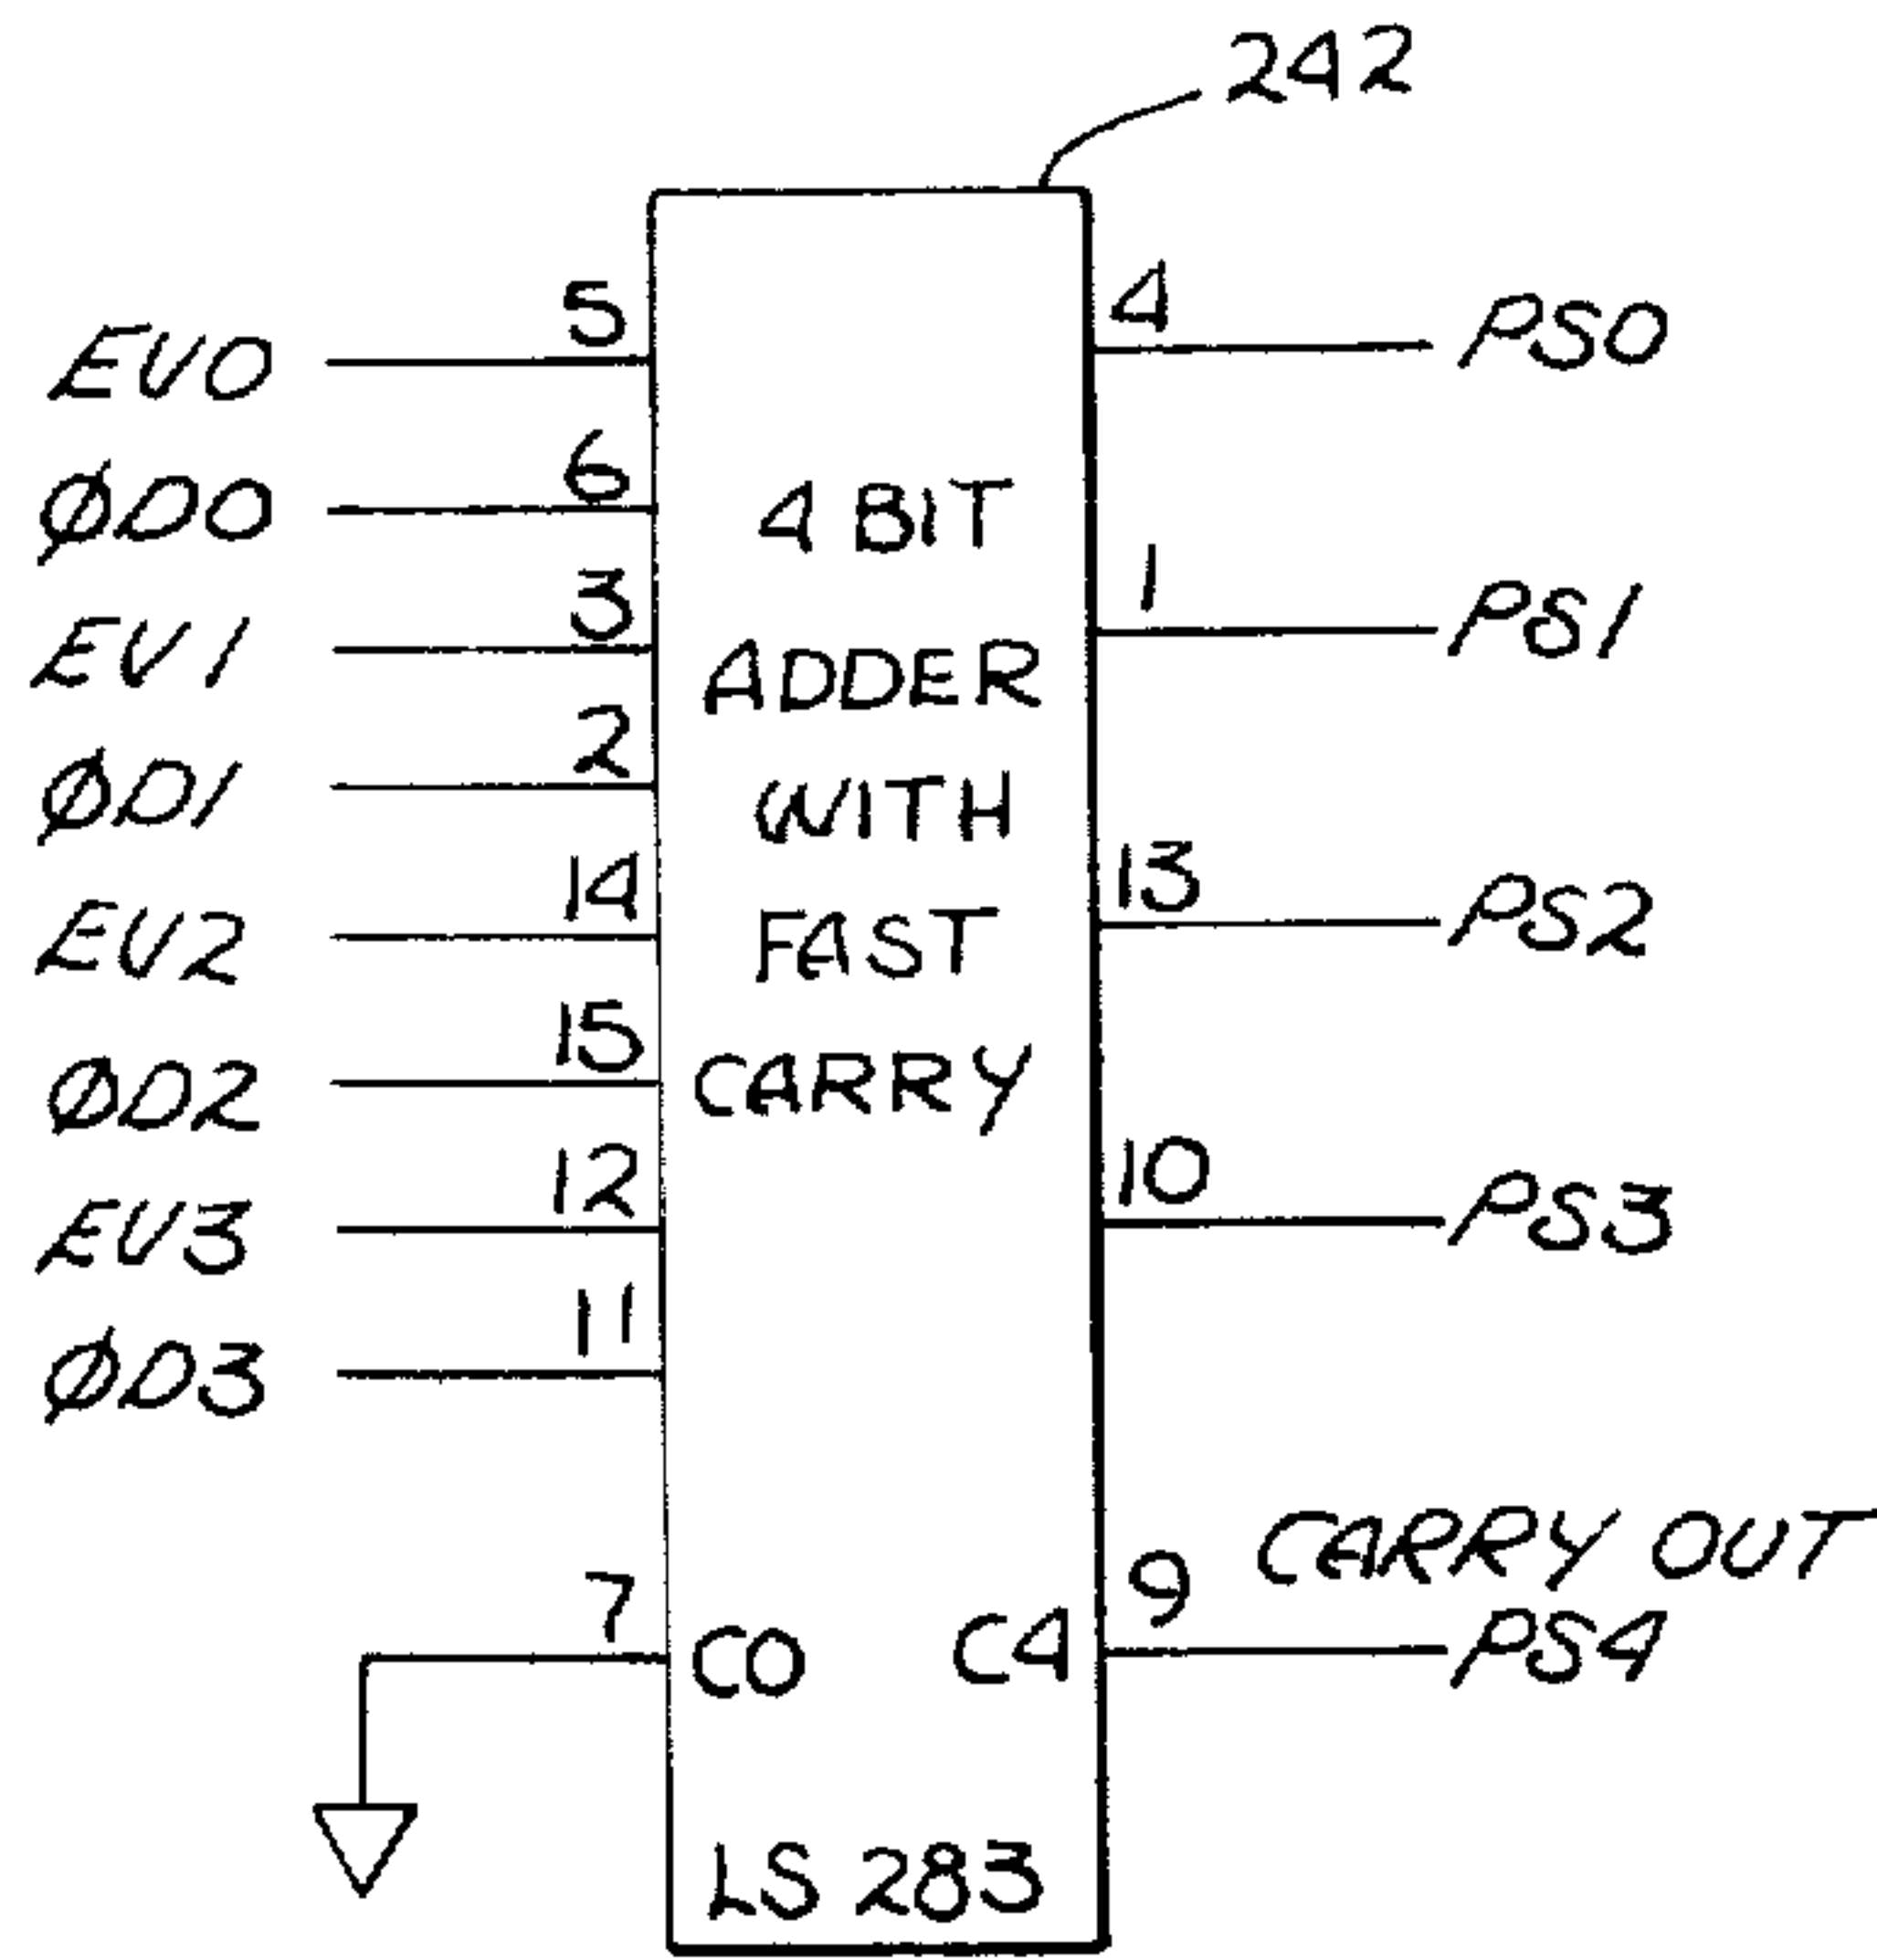 242
5
EV0
4
PS0
6
ØD0
4 BIT
3
EV1
1
PS1
ADDER
2
ØD1
WITH
14
EV2
13
PS2
FAST
15
ØD2
CARRY
12
EV3
10
PS3
11
ØD3
7
C0
C4
9
CARRY OUT
PS4
LS 283